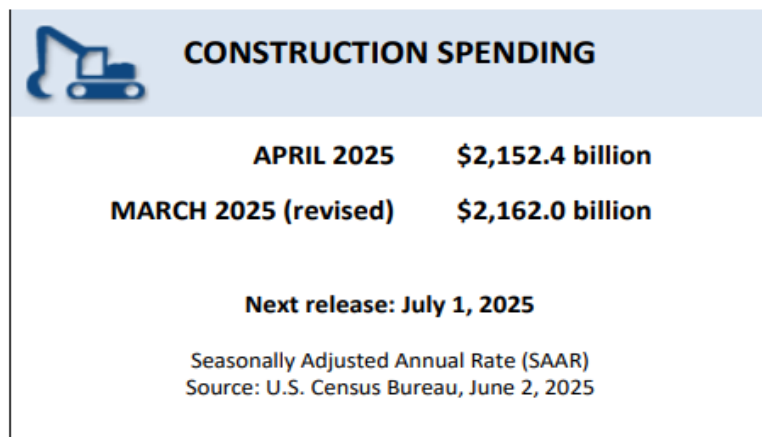 CONSTRUCTION SPENDING
APRIL 2025 $2,152.4 billion
MARCH 2025 (revised) $2,162.0 billion
Next release: July 1, 2025
Seasonally Adjusted Annual Rate (SAAR)
Source: U.S. Census Bureau, June 2, 2025